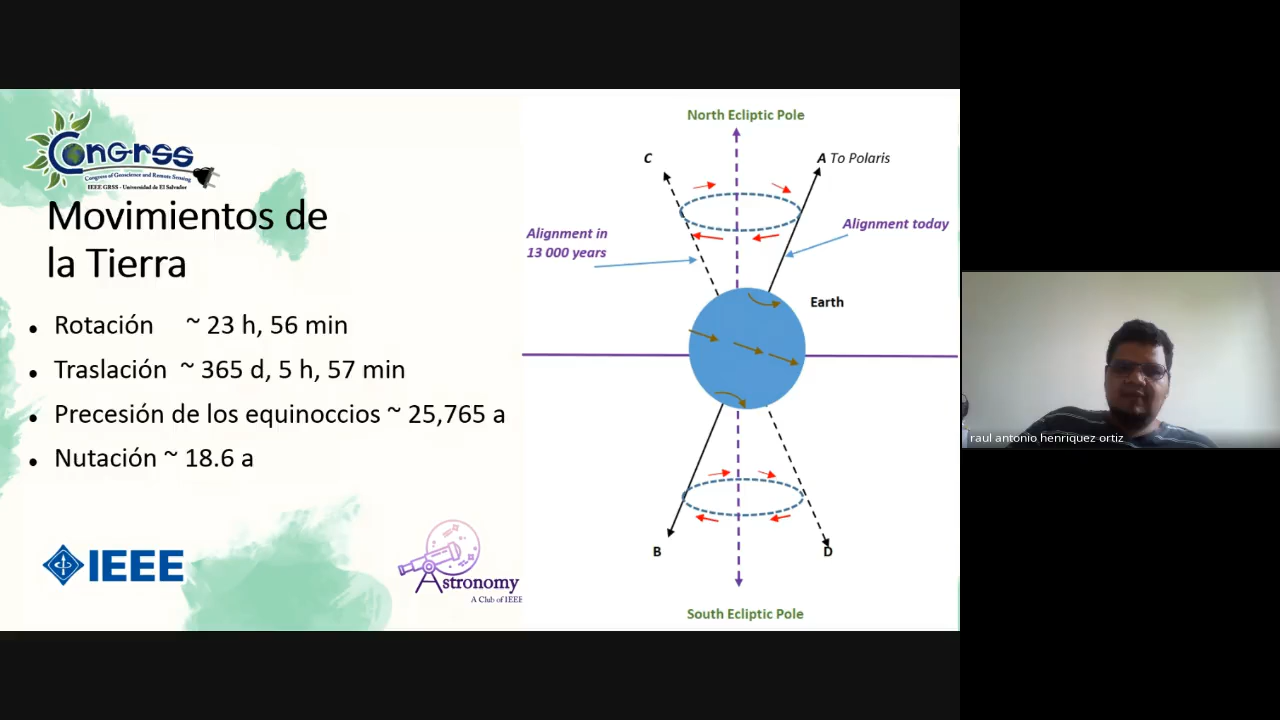 CONGRSS
Congress of Geoscience and Remote Sensing
IEEE GRSS - Universidad de El Salvador
Movimientos de
la Tierra
• Rotación ~ 23 h, 56 min
• Traslación ~ 365 d, 5 h, 57 min
• Precesión de los equinoccios ~ 25,765 a
• Nutación ~ 18.6 a
IEEE
Astronomy
A Club of IEEE
North Ecliptic Pole
C
A To Polaris
Alignment in
13 000 years
Alignment today
Earth
B
D
South Ecliptic Pole
raul antonio henriquez ortiz